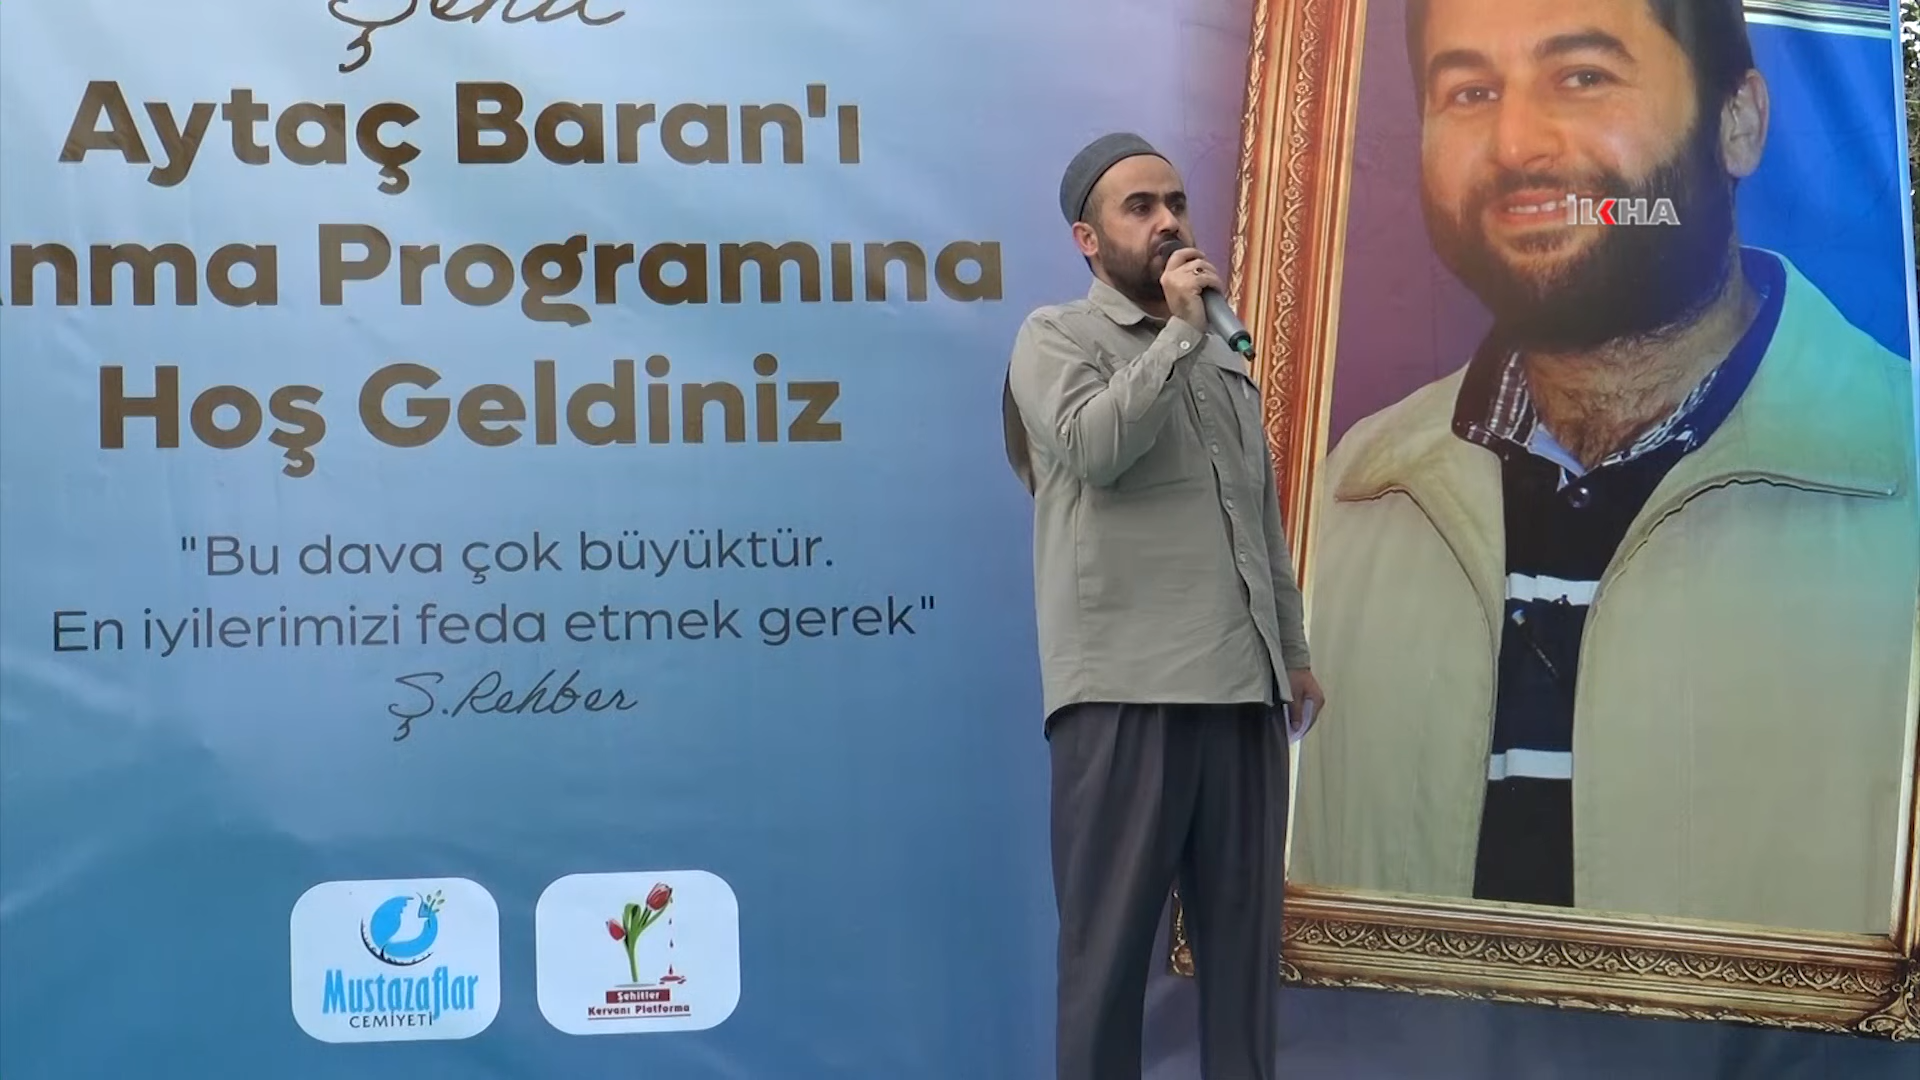 Aytaç Baran'ı
nma Programına
Hoş Geldiniz
"Bu dava çok büyüktür.
En iyilerimizi feda etmek gerek"
Ş.Rehber
Mustazaflar
CEMİYETİ
Şehitler
Kervanı Platformu
İLKHA